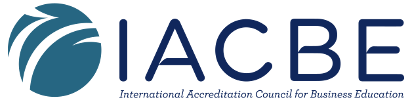 IACBE
International Accreditation Council for Business Education